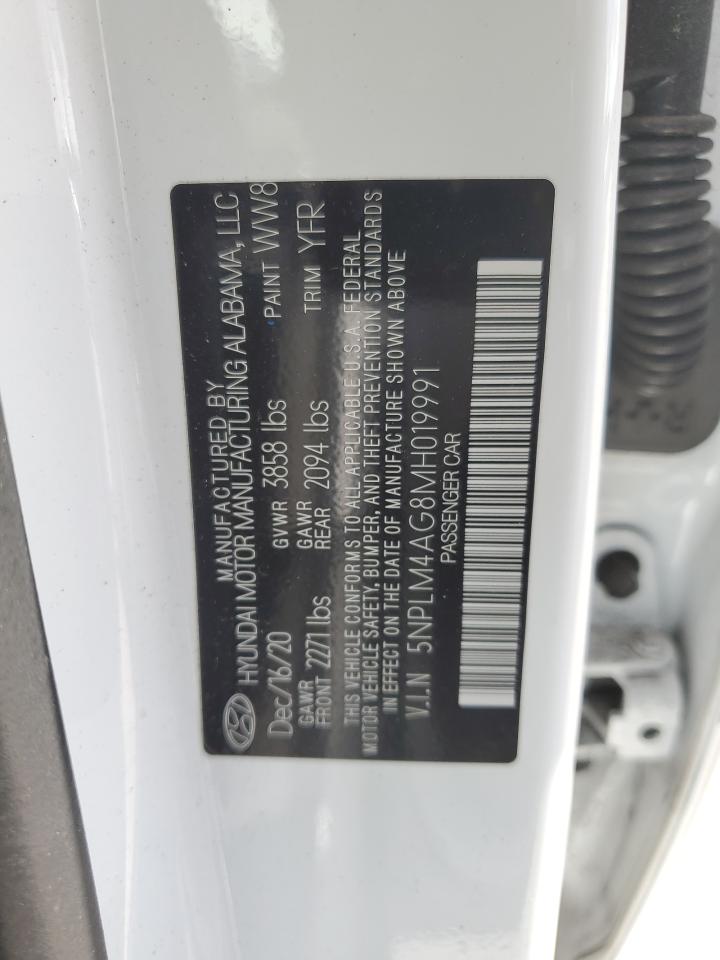 MANUFACTURED BY
HYUNDAI MOTOR MANUFACTURING ALABAMA, LLC
Dec/16/20 GVWR 3858 lbs PAINT WW8
GAWR FRONT 2271 lbs GAWR REAR 2094 lbs TRIM YFR
THIS VEHICLE CONFORMS TO ALL APPLICABLE U.S.A. FEDERAL
MOTOR VEHICLE SAFETY, BUMPER, AND THEFT PREVENTION STANDARDS
IN EFFECT ON THE DATE OF MANUFACTURE SHOWN ABOVE
V.I.N 5NPLM4AG8MH019991
PASSENGER CAR